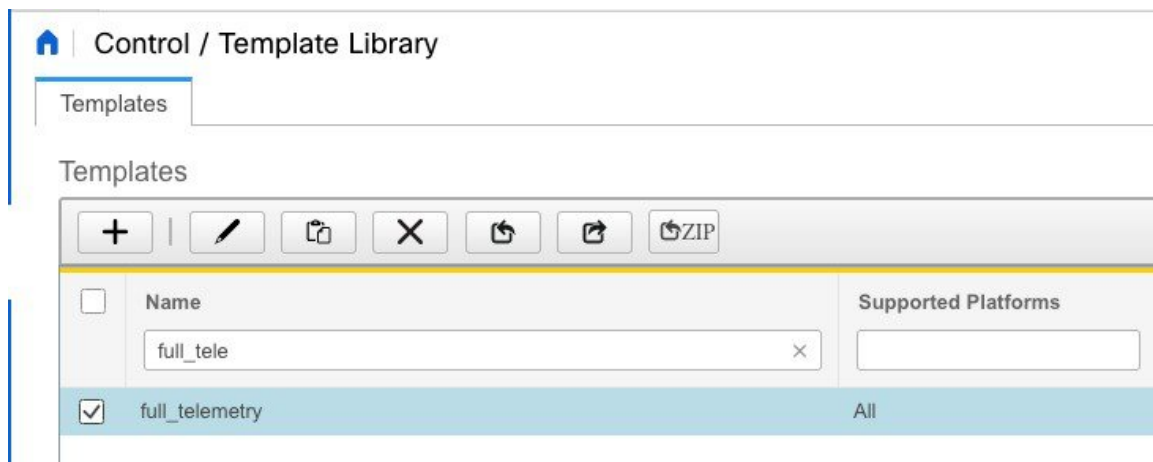 Control / Template Library
Templates
Templates
ZIP
Name Supported Platforms
full_tele
full_telemetry All